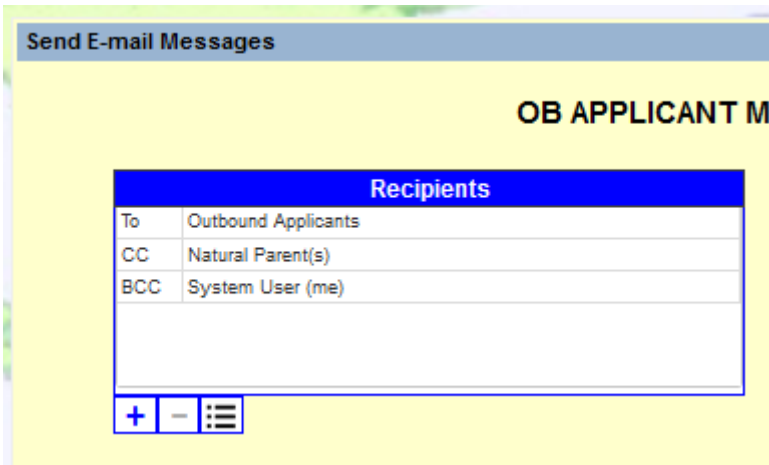 Send E-mail Messages
OB APPLICANT M
Recipients
To Outbound Applicants
CC Natural Parent(s)
BCC System User (me)